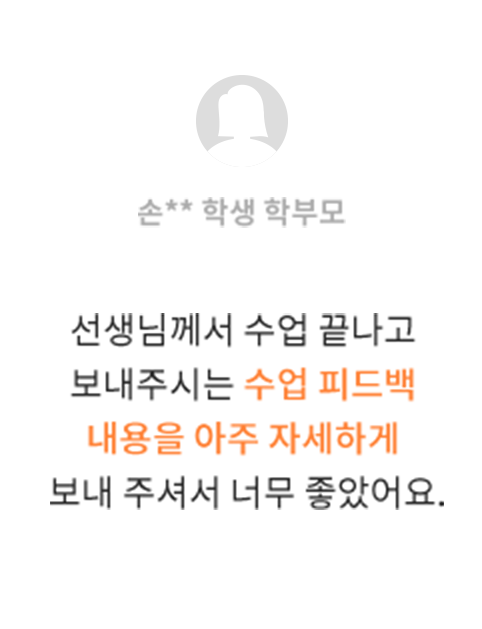 손** 학생 학부모
선생님께서 수업 끝나고
보내주시는 수업 피드백
내용을 아주 자세하게
보내 주셔서 너무 좋았어요.